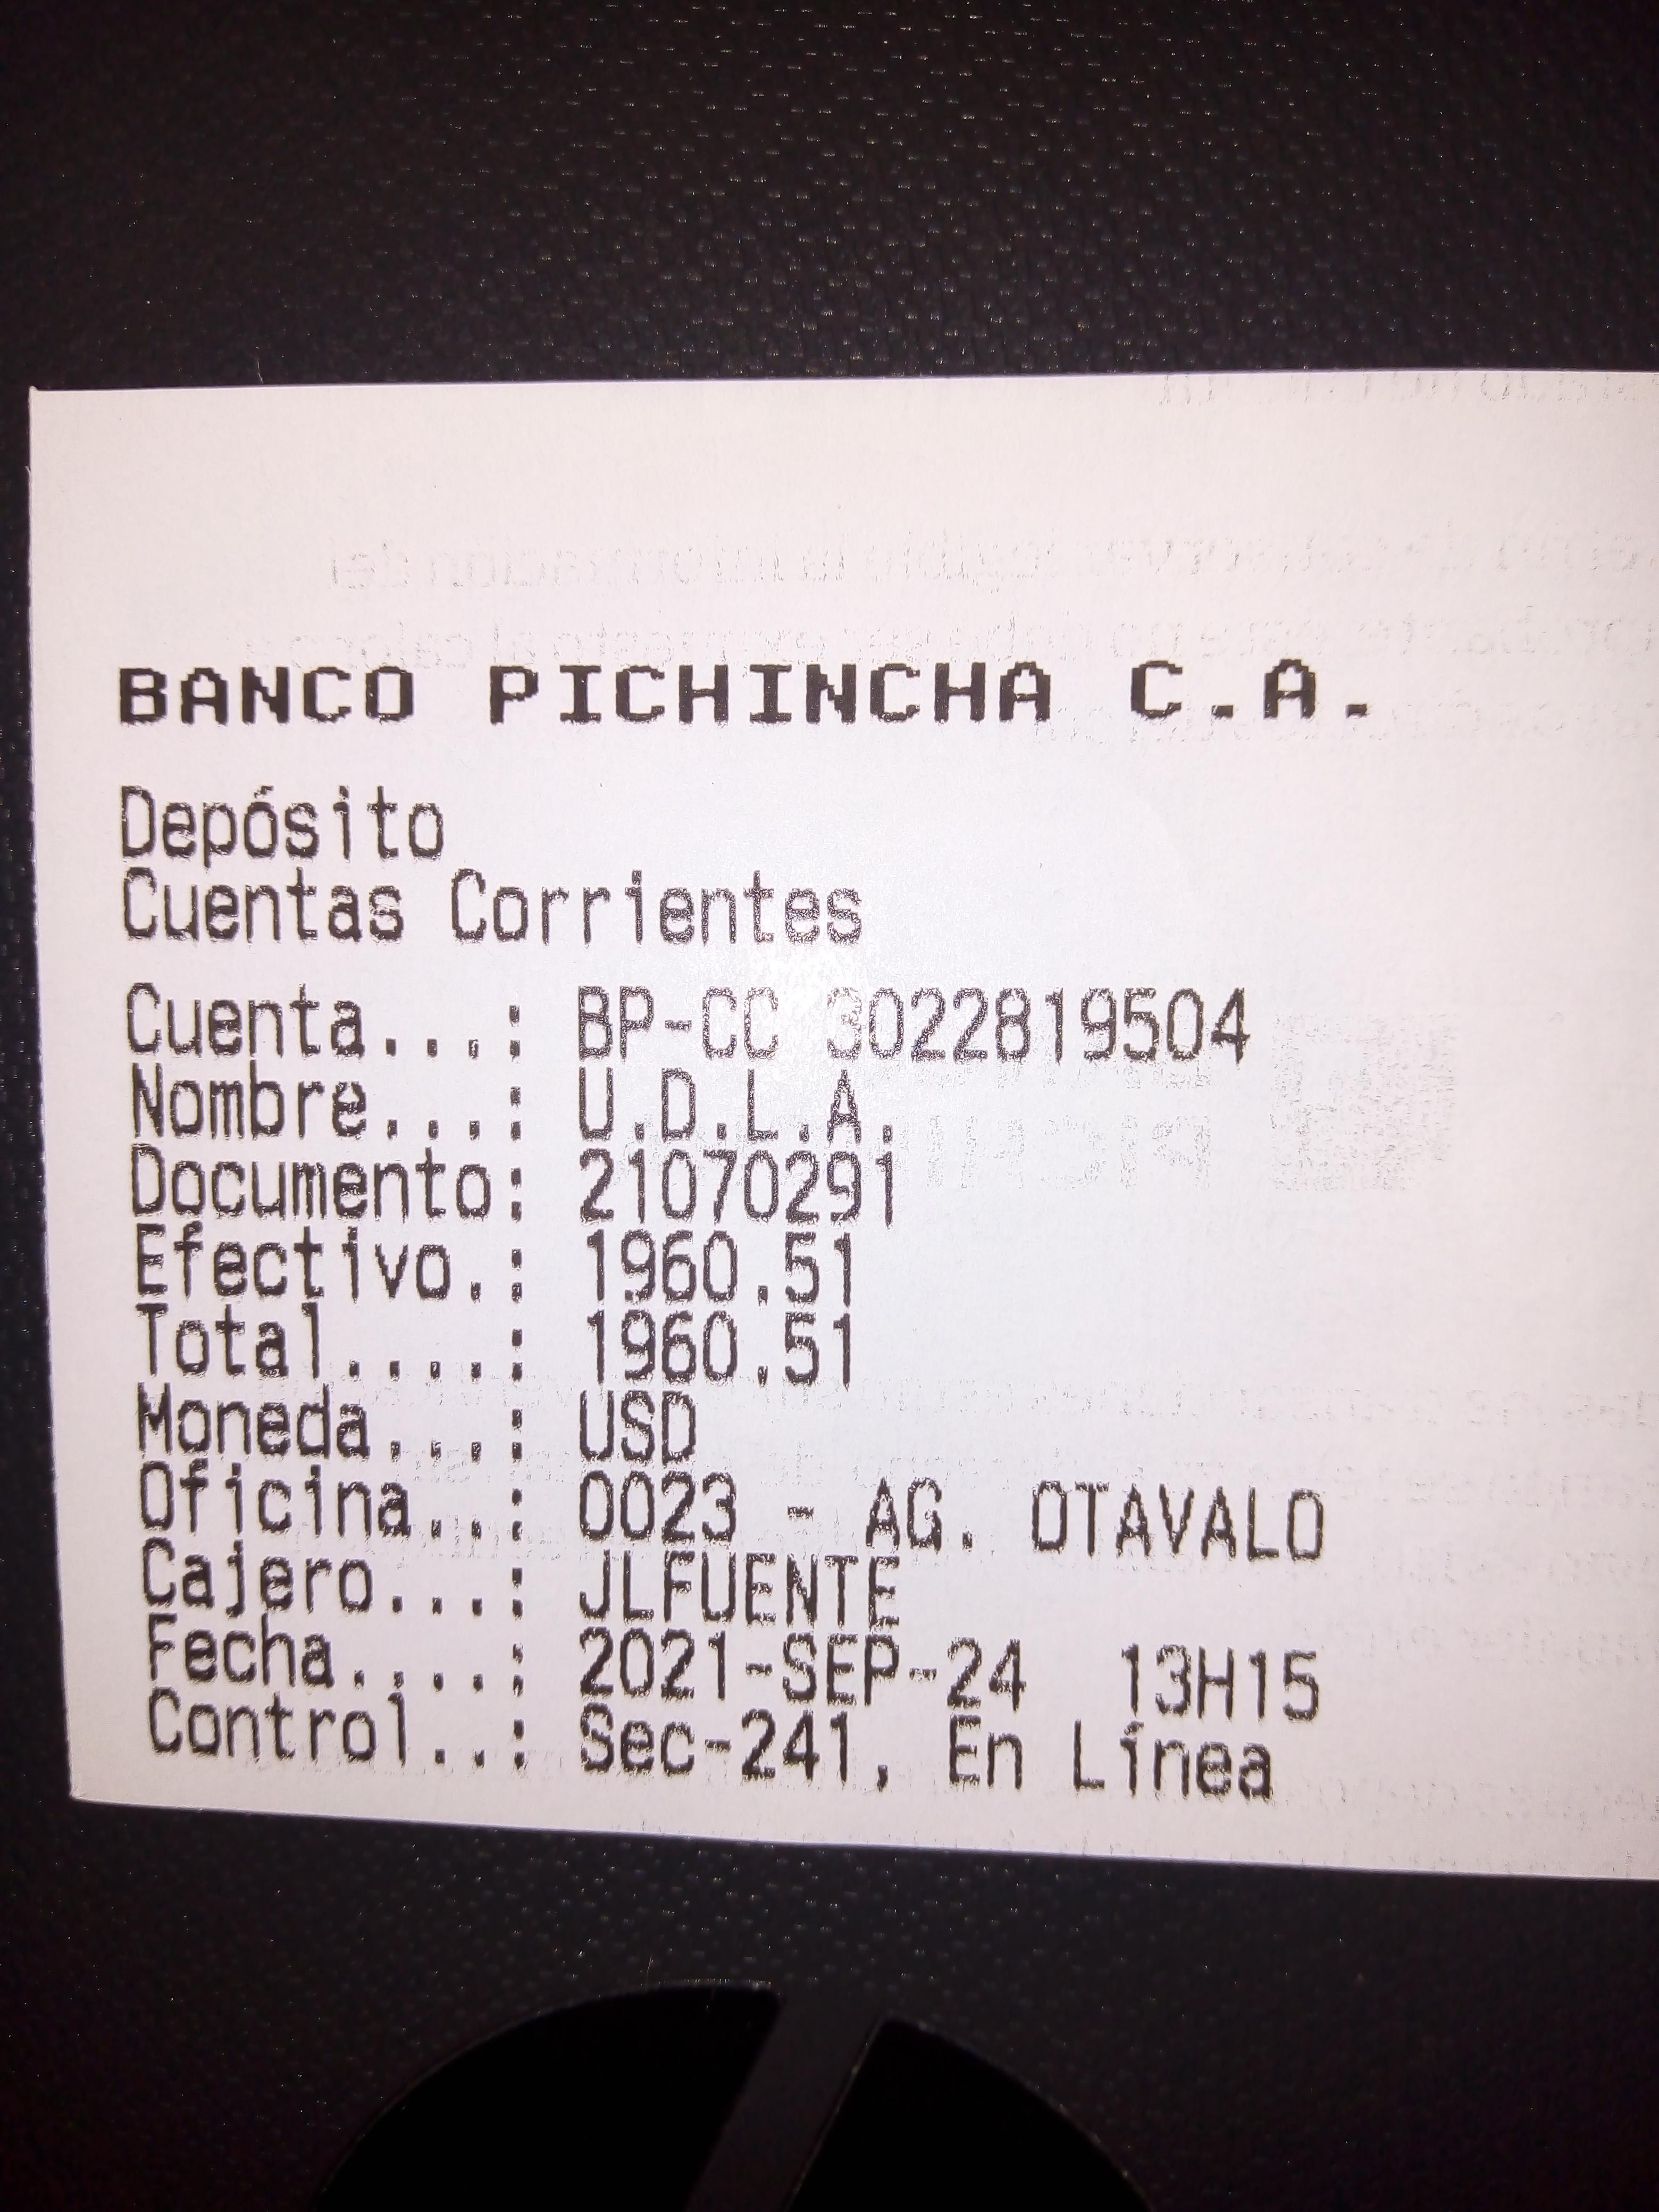 BANCO PICHINCHA C.A.
Depósito
Cuentas Corrientes
Cuenta...: BP-CC 3022819504
Nombre...: U.D.L.A.
Documento: 21070291
Efectivo.: 1960.51
Total....: 1960.51
Moneda...: USD
Oficina..: 0023 - AG. OTAVALO
Cajero...: JLFUENTE
Fecha....: 2021-SEP-24 13H15
Control..: Sec-241, En Línea